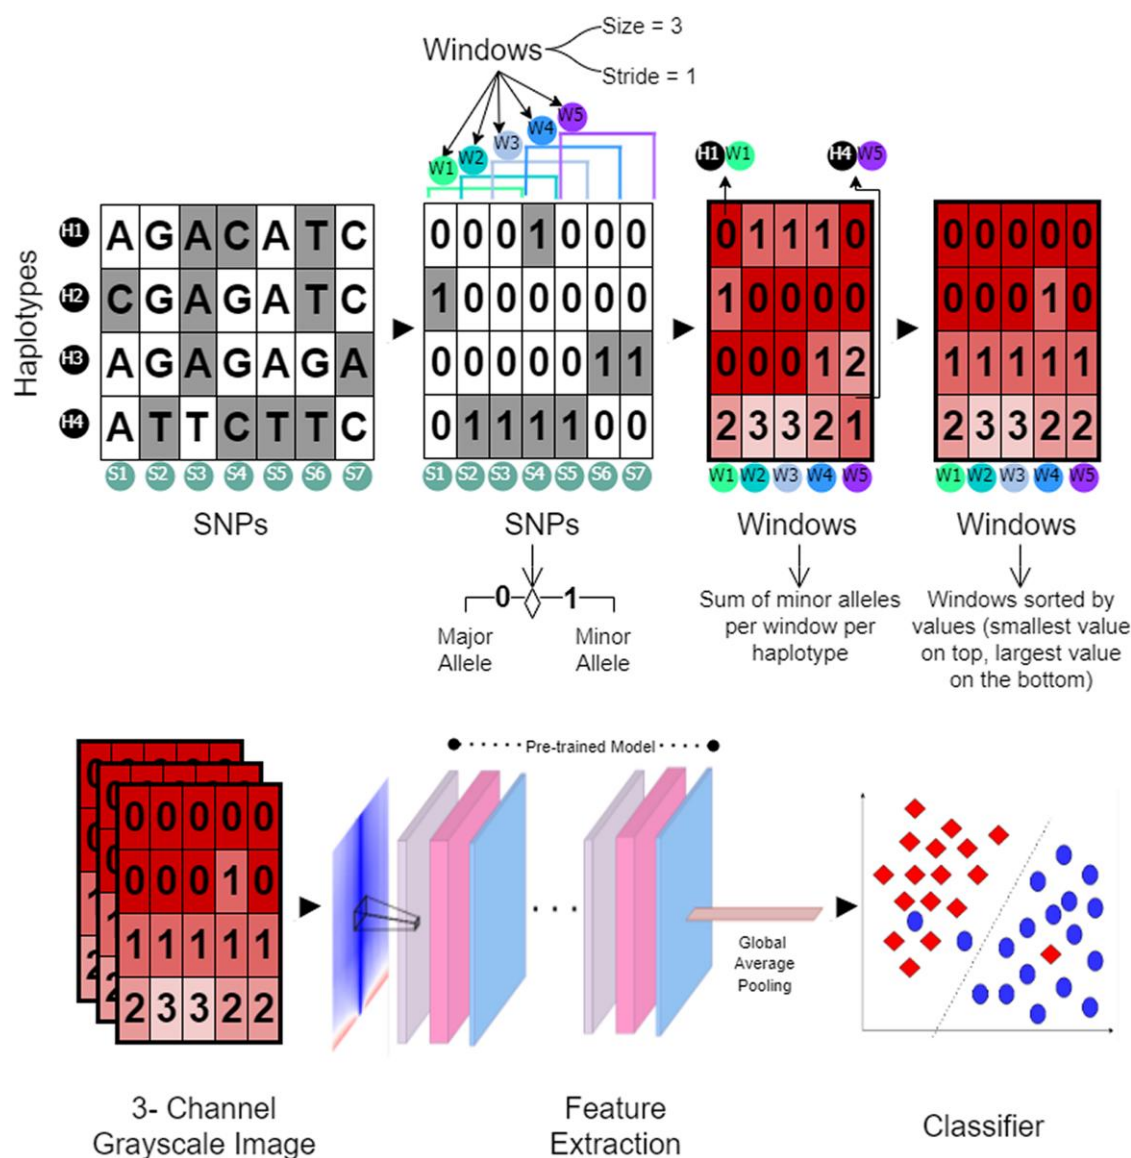 Windows
Size = 3
Stride = 1
W1 W2 W3 W4 W5
H1 W1
H4 W5
Haplotypes
H1 A G A C A T C
H2 C G A G A T C
H3 A G A G A G A
H4 A T T C T T C
S1 S2 S3 S4 S5 S6 S7
SNPs
0 0 0 1 0 0 0
1 0 0 0 0 0 0
0 0 0 0 0 1 1
0 1 1 1 1 0 0
S1 S2 S3 S4 S5 S6 S7
SNPs
0 1
Major
Allele
Minor
Allele
0 1 1 1 0
1 0 0 0 0
0 0 0 1 2
2 3 3 2 1
W1 W2 W3 W4 W5
Windows
Sum of minor alleles
per window per
haplotype
0 0 0 0 0
0 0 0 1 0
1 1 1 1 1
2 3 3 2 2
W1 W2 W3 W4 W5
Windows
Windows sorted by
values (smallest value
on top, largest value
on the bottom)
0 0 0 0 0
0 0 0 1 0
1 1 1 1 1
2 3 3 2 2
3- Channel
Grayscale Image
Pre-trained Model
Global
Average
Pooling
Feature
Extraction
Classifier